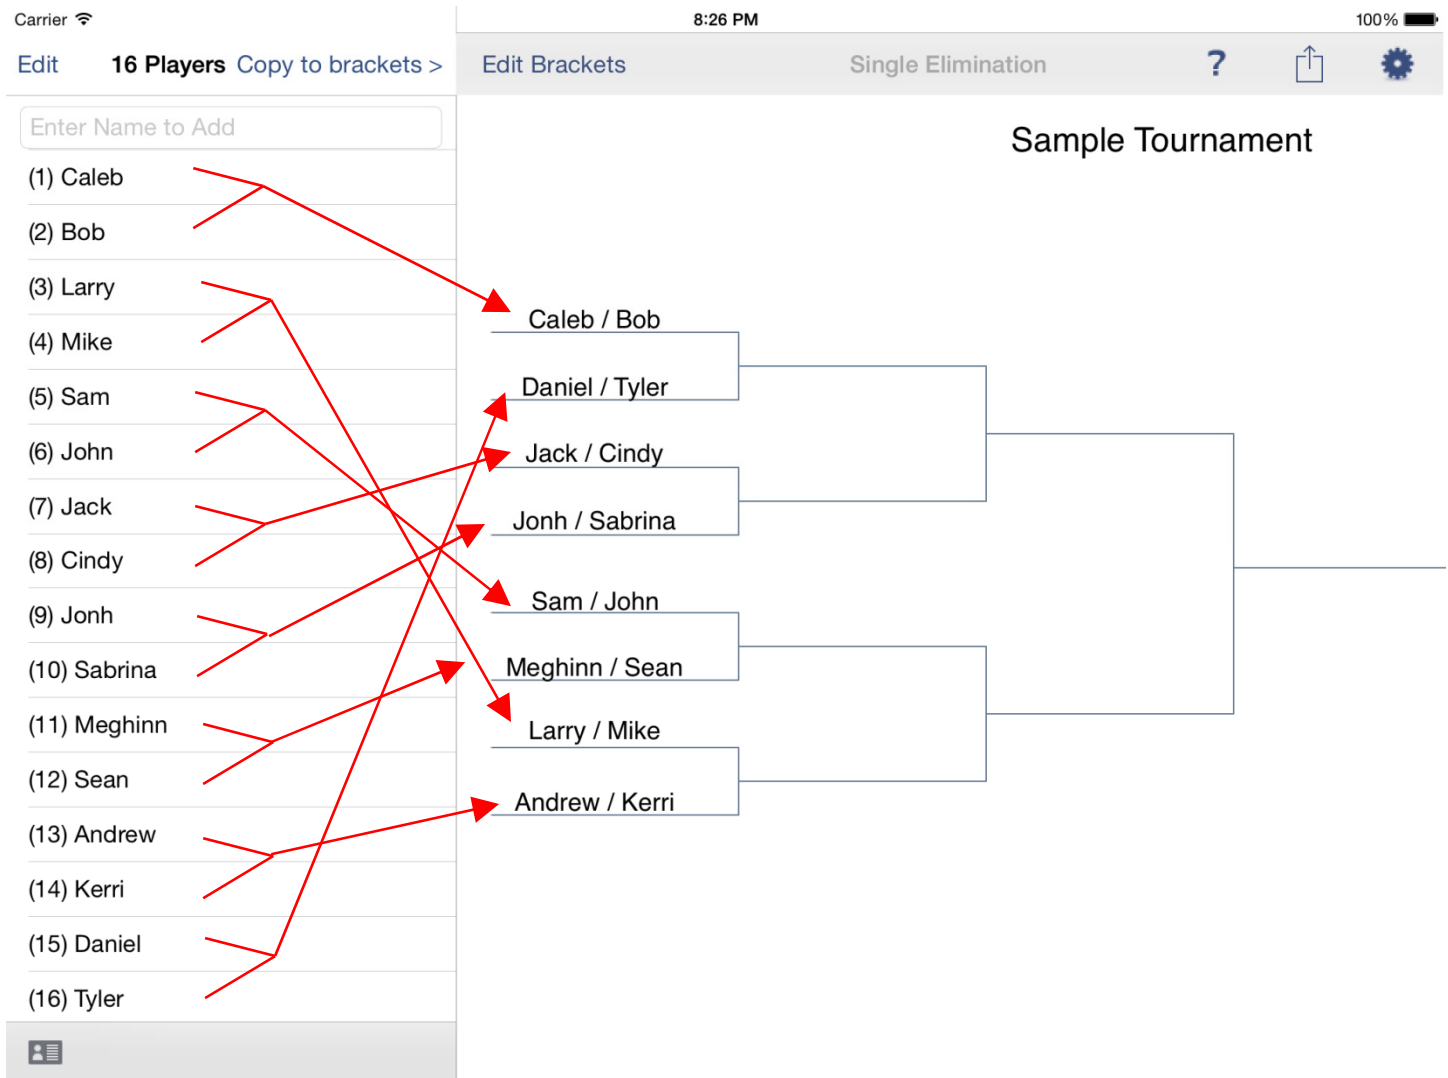 Carrier
8:26 PM
100%
Edit
16 Players
Copy to brackets >
Edit Brackets
Single Elimination
?
Enter Name to Add
(1) Caleb
(2) Bob
(3) Larry
(4) Mike
(5) Sam
(6) John
(7) Jack
(8) Cindy
(9) Jonh
(10) Sabrina
(11) Meghinn
(12) Sean
(13) Andrew
(14) Kerri
(15) Daniel
(16) Tyler
Sample Tournament
Caleb / Bob
Daniel / Tyler
Jack / Cindy
Jonh / Sabrina
Sam / John
Meghinn / Sean
Larry / Mike
Andrew / Kerri